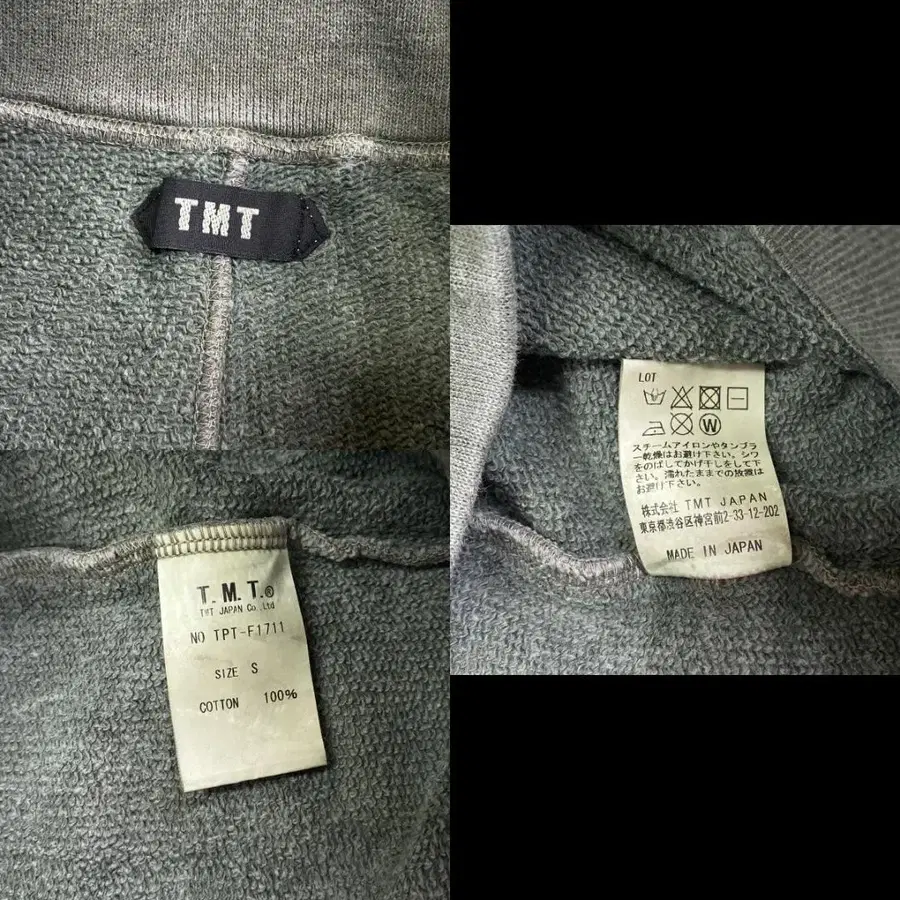 TMT
T.M.T.®
TMT JAPAN Co.,Ltd
NO TPT-F1711
SIZE S
COTTON 100%
LOT
W
スチームアイロンやタンブラ
ー乾燥はお避け下さい。シワ
をのばしてかげ干しをして下
さい。濡れたままでの放置は
お避け下さい。
株式会社 TMT JAPAN
東京都渋谷区神宮前2-33-12-202
MADE IN JAPAN